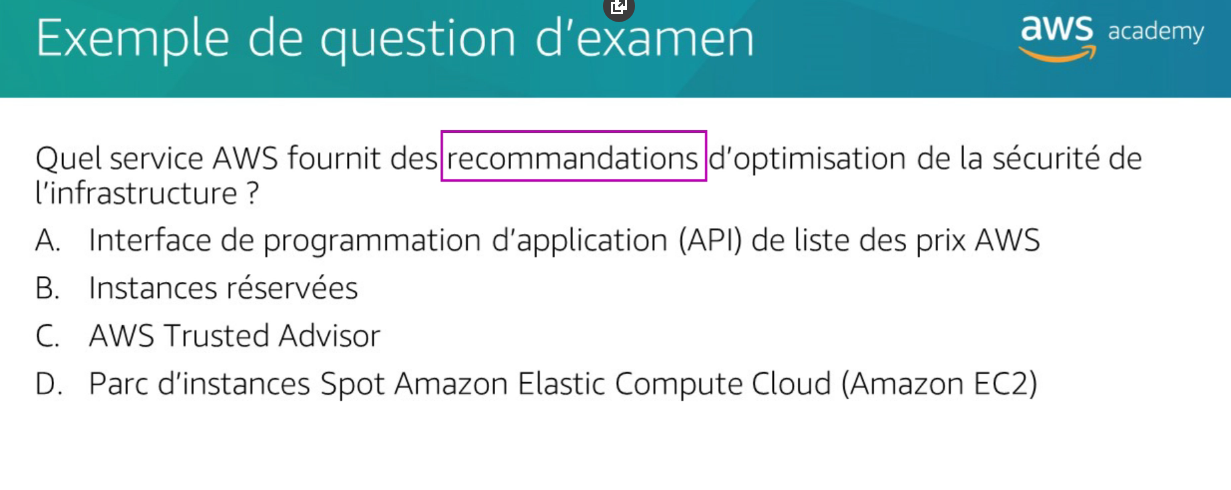 Exemple de question d'examen
aws academy
Quel service AWS fournit des recommandations d'optimisation de la sécurité de
l'infrastructure ?
A. Interface de programmation d'application (API) de liste des prix AWS
B. Instances réservées
C. AWS Trusted Advisor
D. Parc d'instances Spot Amazon Elastic Compute Cloud (Amazon EC2)